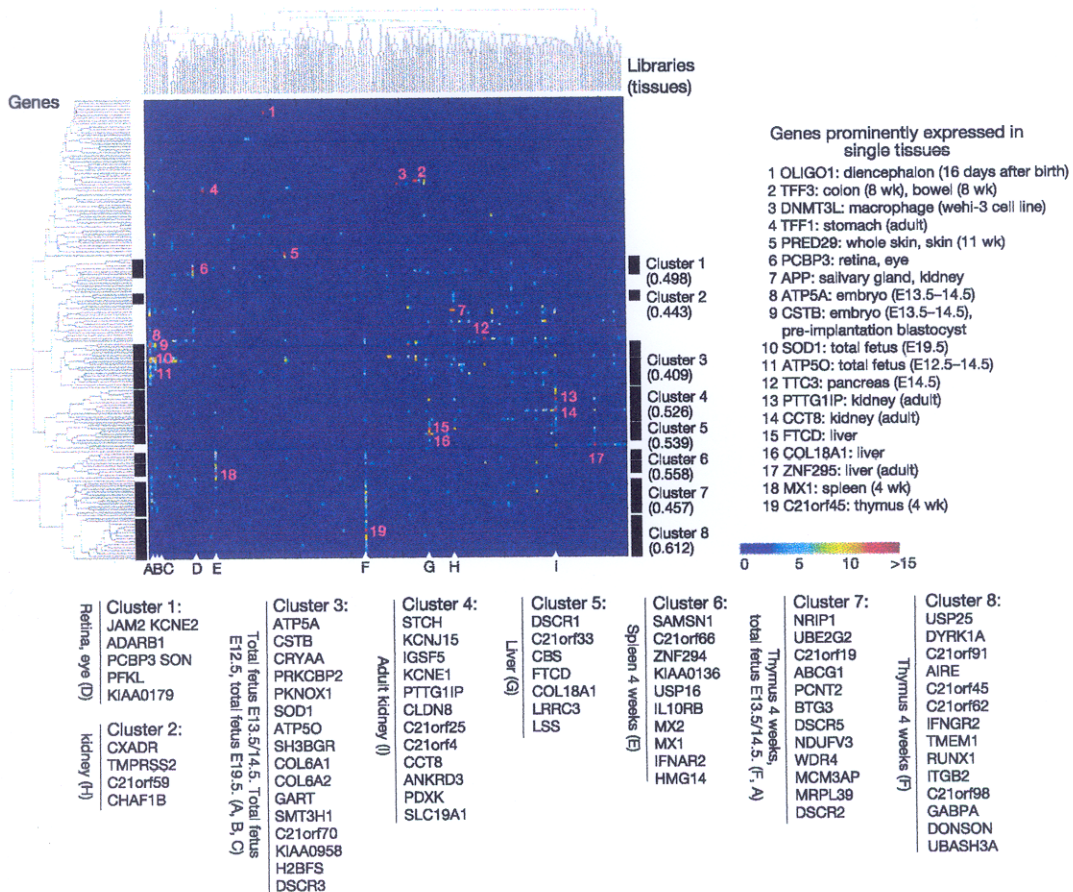 Libraries
(tissues)
Genes
1
3 2
4
5
6
7
12
8
9
10
11
13
14
15
16
17
18
19
Cluster 1
(0.498)
Cluster 2
(0.443)
Cluster 3
(0.409)
Cluster 4
(0.526)
Cluster 5
(0.539)
Cluster 6
(0.558)
Cluster 7
(0.457)
Cluster 8
(0.612)
ABC D E F G H I
Genes prominently expressed in
single tissues
1 OLIGO1: diencephalon (16 days after birth)
2 TFF3: colon (8 wk), bowel (8 wk)
3 DNMT3L: macrophage (wehi-3 cell line)
4 TFF1: stomach (adult)
5 PRED29: whole skin, skin (11 wk)
6 PCBP3: retina, eye
7 APP: salivary gland, kidney
8 ATP5A: embryo (E13.5–14.5)
9 CSTB: embryo (E13.5–14.5),
pre-implantation blastocyst
10 SOD1: total fetus (E19.5)
11 ATP5O: total fetus (E12.5–14.5)
12 TTC3: pancreas (E14.5)
13 PTTG1IP: kidney (adult)
14 CCT8: kidney (adult)
15 FTCD: liver
16 COL18A1: liver
17 ZNF295: liver (adult)
18 MX1: spleen (4 wk)
19 C21orf45: thymus (4 wk)
0 5 10 >15
Retina, eye (D)
Cluster 1:
JAM2 KCNE2
ADARB1
PCBP3 SON
PFKL
KIAA0179
kidney (H)
Cluster 2:
CXADR
TMPRSS2
C21orf59
CHAF1B
Total fetus E13.5/14.5. Total fetus
E12.5, total fetus E19.5. (A, B, C)
Cluster 3:
ATP5A
CSTB
CRYAA
PRKCBP2
PKNOX1
SOD1
ATP5O
SH3BGR
COL6A1
COL6A2
GART
SMT3H1
C21orf70
KIAA0958
H2BFS
DSCR3
Adult kidney (I)
Cluster 4:
STCH
KCNJ15
IGSF5
KCNE1
PTTG1IP
CLDN8
C21orf25
C21orf4
CCT8
ANKRD3
PDXK
SLC19A1
Liver (G)
Cluster 5:
DSCR1
C21orf33
CBS
FTCD
COL18A1
LRRC3
LSS
Spleen 4 weeks (E)
Cluster 6:
SAMSN1
C21orf66
ZNF294
KIAA0136
USP16
IL10RB
MX2
MX1
IFNAR2
HMG14
Thymus 4 weeks,
total fetus E13.5/14.5. (F, A)
Cluster 7:
NRIP1
UBE2G2
C21orf19
ABCG1
PCNT2
BTG3
DSCR5
NDUFV3
WDR4
MCM3AP
MRPL39
DSCR2
Thymus 4 weeks (F)
Cluster 8:
USP25
DYRK1A
C21orf91
AIRE
C21orf45
C21orf62
IFNGR2
TMEM1
RUNX1
ITGB2
C21orf98
GABPA
DONSON
UBASH3A